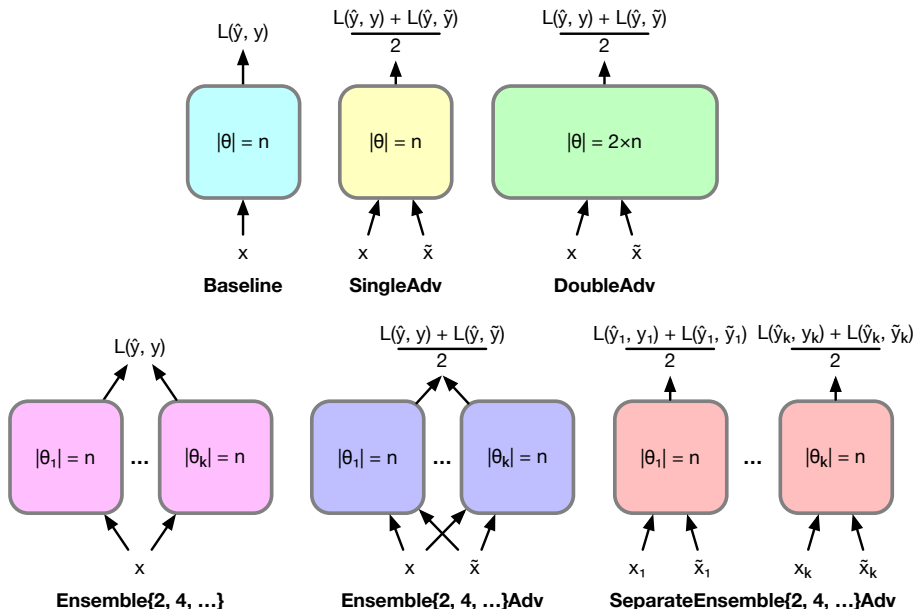 L(ŷ, y)
L(ŷ, y) + L(ŷ, ỹ)
2
L(ŷ, y) + L(ŷ, ỹ)
2
|θ| = n
|θ| = n
|θ| = 2×n
x
x
x̃
x
x̃
Baseline
SingleAdv
DoubleAdv
L(ŷ, y)
L(ŷ, y) + L(ŷ, ỹ)
2
L(ŷ₁, y₁) + L(ŷ₁, ỹ₁)
2
L(ŷₖ, yₖ) + L(ŷₖ, ỹₖ)
2
|θ₁| = n
...
|θₖ| = n
|θ₁| = n
...
|θₖ| = n
|θ₁| = n
...
|θₖ| = n
x
x
x̃
x₁
x̃₁
xₖ
x̃ₖ
Ensemble{2, 4, ...}
Ensemble{2, 4, ...}Adv
SeparateEnsemble{2, 4, ...}Adv